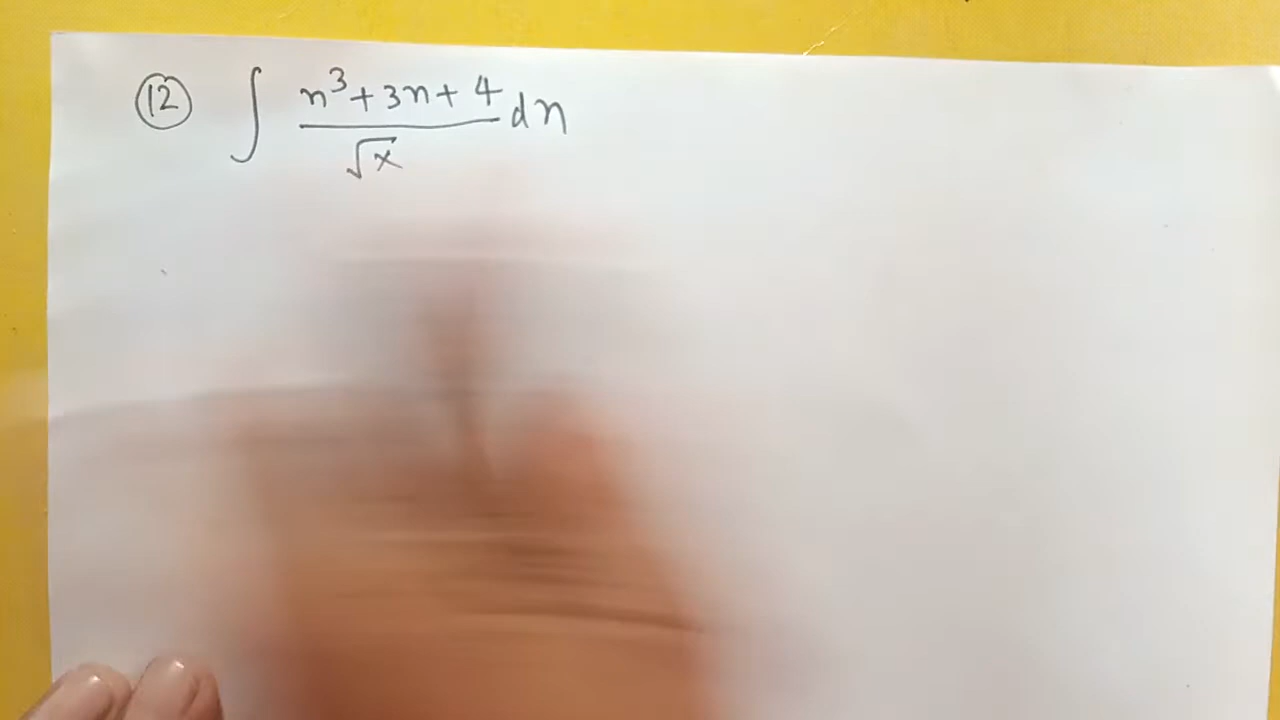 (12) ∫ (x³+3x+4)/√x dx